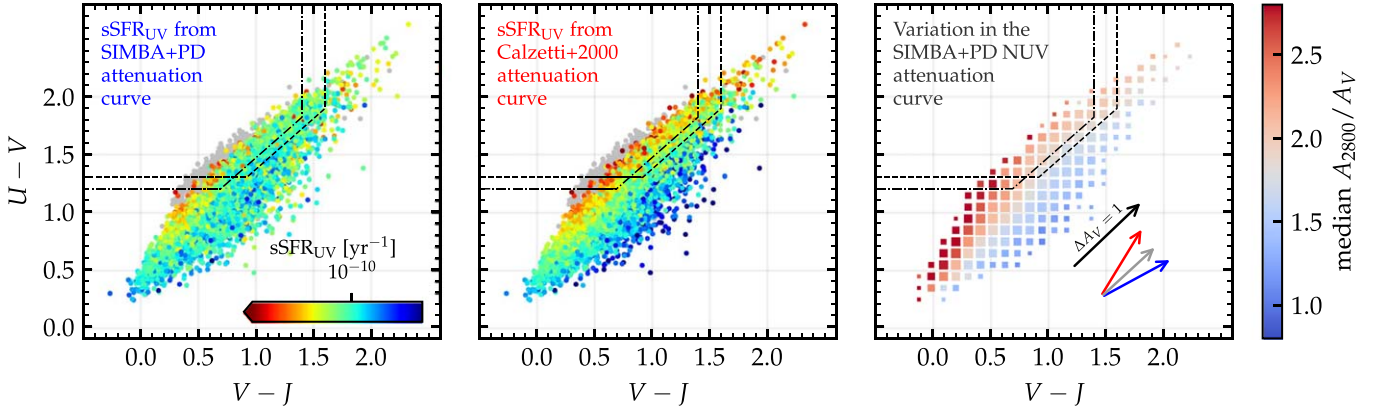 sSFR_UV from
SIMBA+PD
attenuation
curve
sSFR_UV from
Calzetti+2000
attenuation
curve
Variation in the
SIMBA+PD NUV
attenuation
curve
sSFR_UV [yr⁻¹]
10⁻¹⁰
ΔA_V = 1
U − V
2.0
1.5
1.0
0.5
0.0
0.0 0.5 1.0 1.5 2.0
V − J
0.0 0.5 1.0 1.5 2.0
V − J
0.0 0.5 1.0 1.5 2.0
V − J
2.5
2.0
1.5
1.0
median A_2800 / A_V